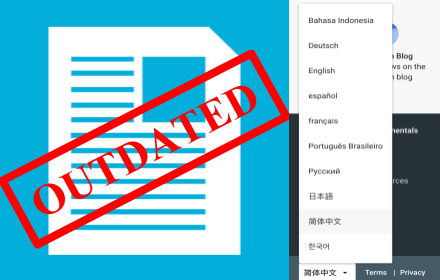 OUTDATED
Bahasa Indonesia
Deutsch
English
español
français
Português Brasileiro
Русский
日本語
简体中文
한국어
Blog
ws on the
blog
mentals
rces
简体中文
Terms | Privacy